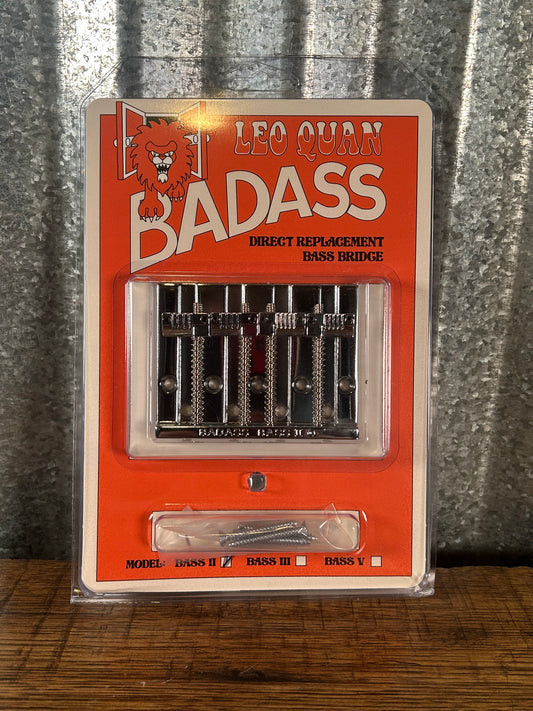 LEO QUAN
BADASS
DIRECT REPLACEMENT
BASS BRIDGE
BADASS BASS II
MODEL: BASS II BASS III BASS V